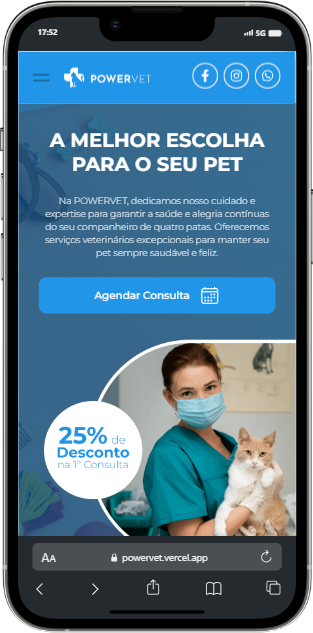 17:52
5G
POWERVET
A MELHOR ESCOLHA
PARA O SEU PET
Na POWERVET, dedicamos nosso cuidado e
expertise para garantir a saúde e alegria contínuas
do seu companheiro de quatro patas. Oferecemos
serviços veterinários excepcionais para manter seu
pet sempre saudável e feliz.
Agendar Consulta
25% de
Desconto
na 1° Consulta
AA
powervet.vercel.app